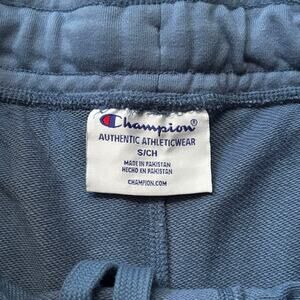 Champion®
AUTHENTIC ATHLETICWEAR
S/CH
MADE IN PAKISTAN
HECHO EN PAKISTAN
CHAMPION.COM